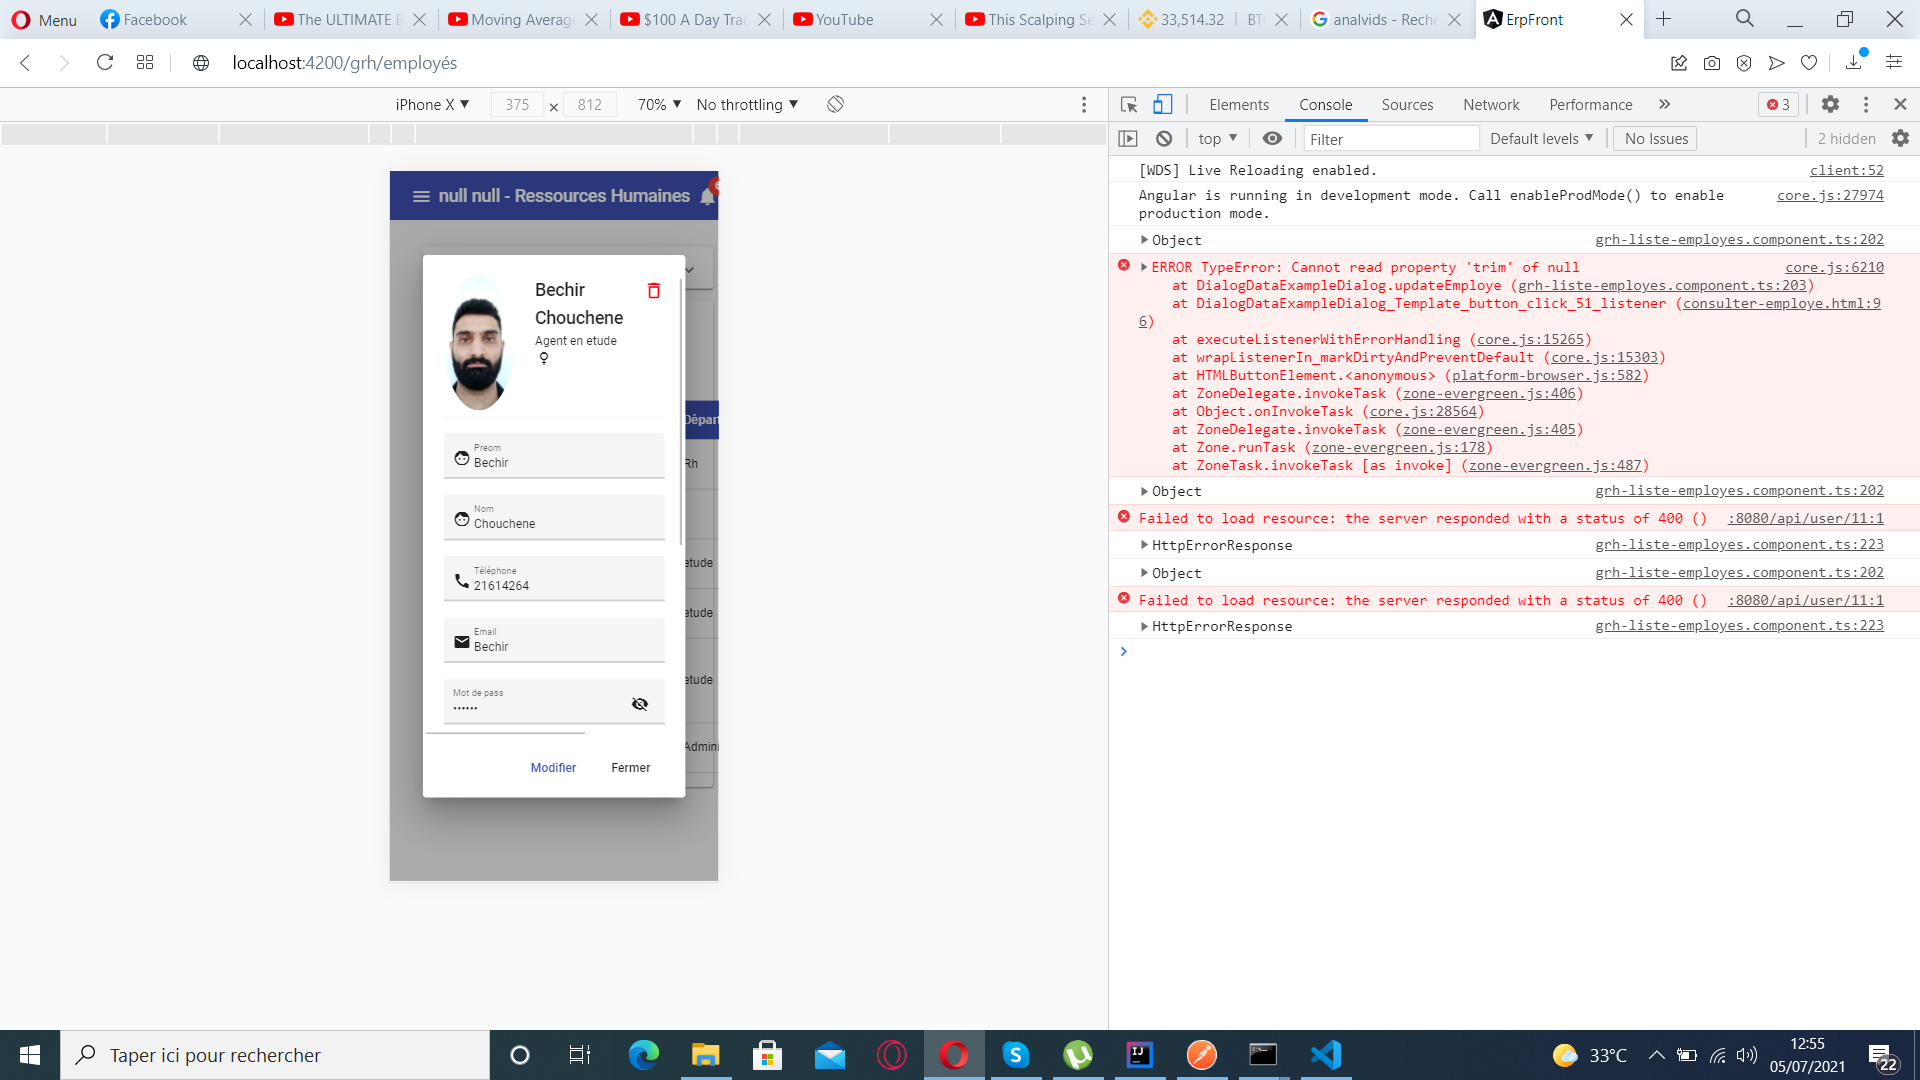 Menu
Facebook
The ULTIMATE B
Moving Average
$100 A Day Trac
YouTube
This Scalping Se
33,514.32 | BT
analvids - Reche
ErpFront
localhost:4200/grh/employés
iPhone X ▼ 375 × 812 70% ▼ No throttling ▼
Elements Console Sources Network Performance » 3
top ▼ Filter Default levels ▼ No Issues 2 hidden
null null - Ressources Humaines
Bechir
Chouchene
Agent en etude
Départ
Preom
Bechir
Rh
Nom
Chouchene
Téléphone
21614264
etude
etude
Email
Bechir
etude
Mot de pass
••••••
Admini
Modifier Fermer
[WDS] Live Reloading enabled. client:52
Angular is running in development mode. Call enableProdMode() to enable core.js:27974
production mode.
Object grh-liste-employes.component.ts:202
ERROR TypeError: Cannot read property 'trim' of null core.js:6210
at DialogDataExampleDialog.updateEmploye (grh-liste-employes.component.ts:203)
at DialogDataExampleDialog_Template_button_click_51_listener (consulter-employe.html:9
6)
at executeListenerWithErrorHandling (core.js:15265)
at wrapListenerIn_markDirtyAndPreventDefault (core.js:15303)
at HTMLButtonElement.<anonymous> (platform-browser.js:582)
at ZoneDelegate.invokeTask (zone-evergreen.js:406)
at Object.onInvokeTask (core.js:28564)
at ZoneDelegate.invokeTask (zone-evergreen.js:405)
at Zone.runTask (zone-evergreen.js:178)
at ZoneTask.invokeTask [as invoke] (zone-evergreen.js:487)
Object grh-liste-employes.component.ts:202
Failed to load resource: the server responded with a status of 400 () :8080/api/user/11:1
HttpErrorResponse grh-liste-employes.component.ts:223
Object grh-liste-employes.component.ts:202
Failed to load resource: the server responded with a status of 400 () :8080/api/user/11:1
HttpErrorResponse grh-liste-employes.component.ts:223
Taper ici pour rechercher
33°C
12:55
05/07/2021
22